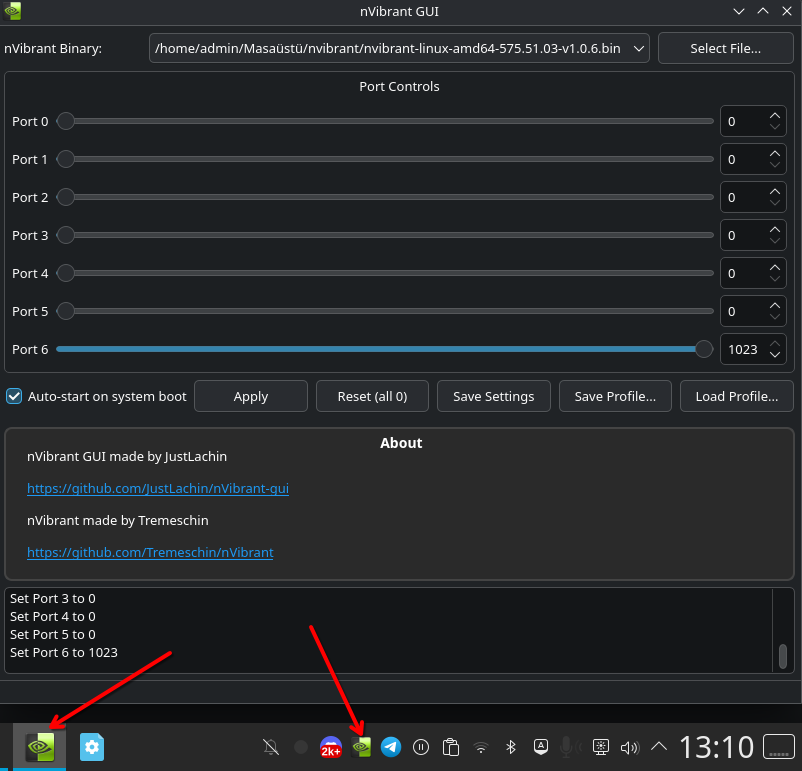 nVibrant GUI
nVibrant Binary:
/home/admin/Masaüstü/nvibrant/nvibrant-linux-amd64-575.51.03-v1.0.6.bin
Select File...
Port Controls
Port 0
0
Port 1
0
Port 2
0
Port 3
0
Port 4
0
Port 5
0
Port 6
1023
Auto-start on system boot
Apply
Reset (all 0)
Save Settings
Save Profile...
Load Profile...
About
nVibrant GUI made by JustLachin
https://github.com/JustLachin/nVibrant-gui
nVibrant made by Tremeschin
https://github.com/Tremeschin/nVibrant
Set Port 3 to 0
Set Port 4 to 0
Set Port 5 to 0
Set Port 6 to 1023
2k+
A
13:10